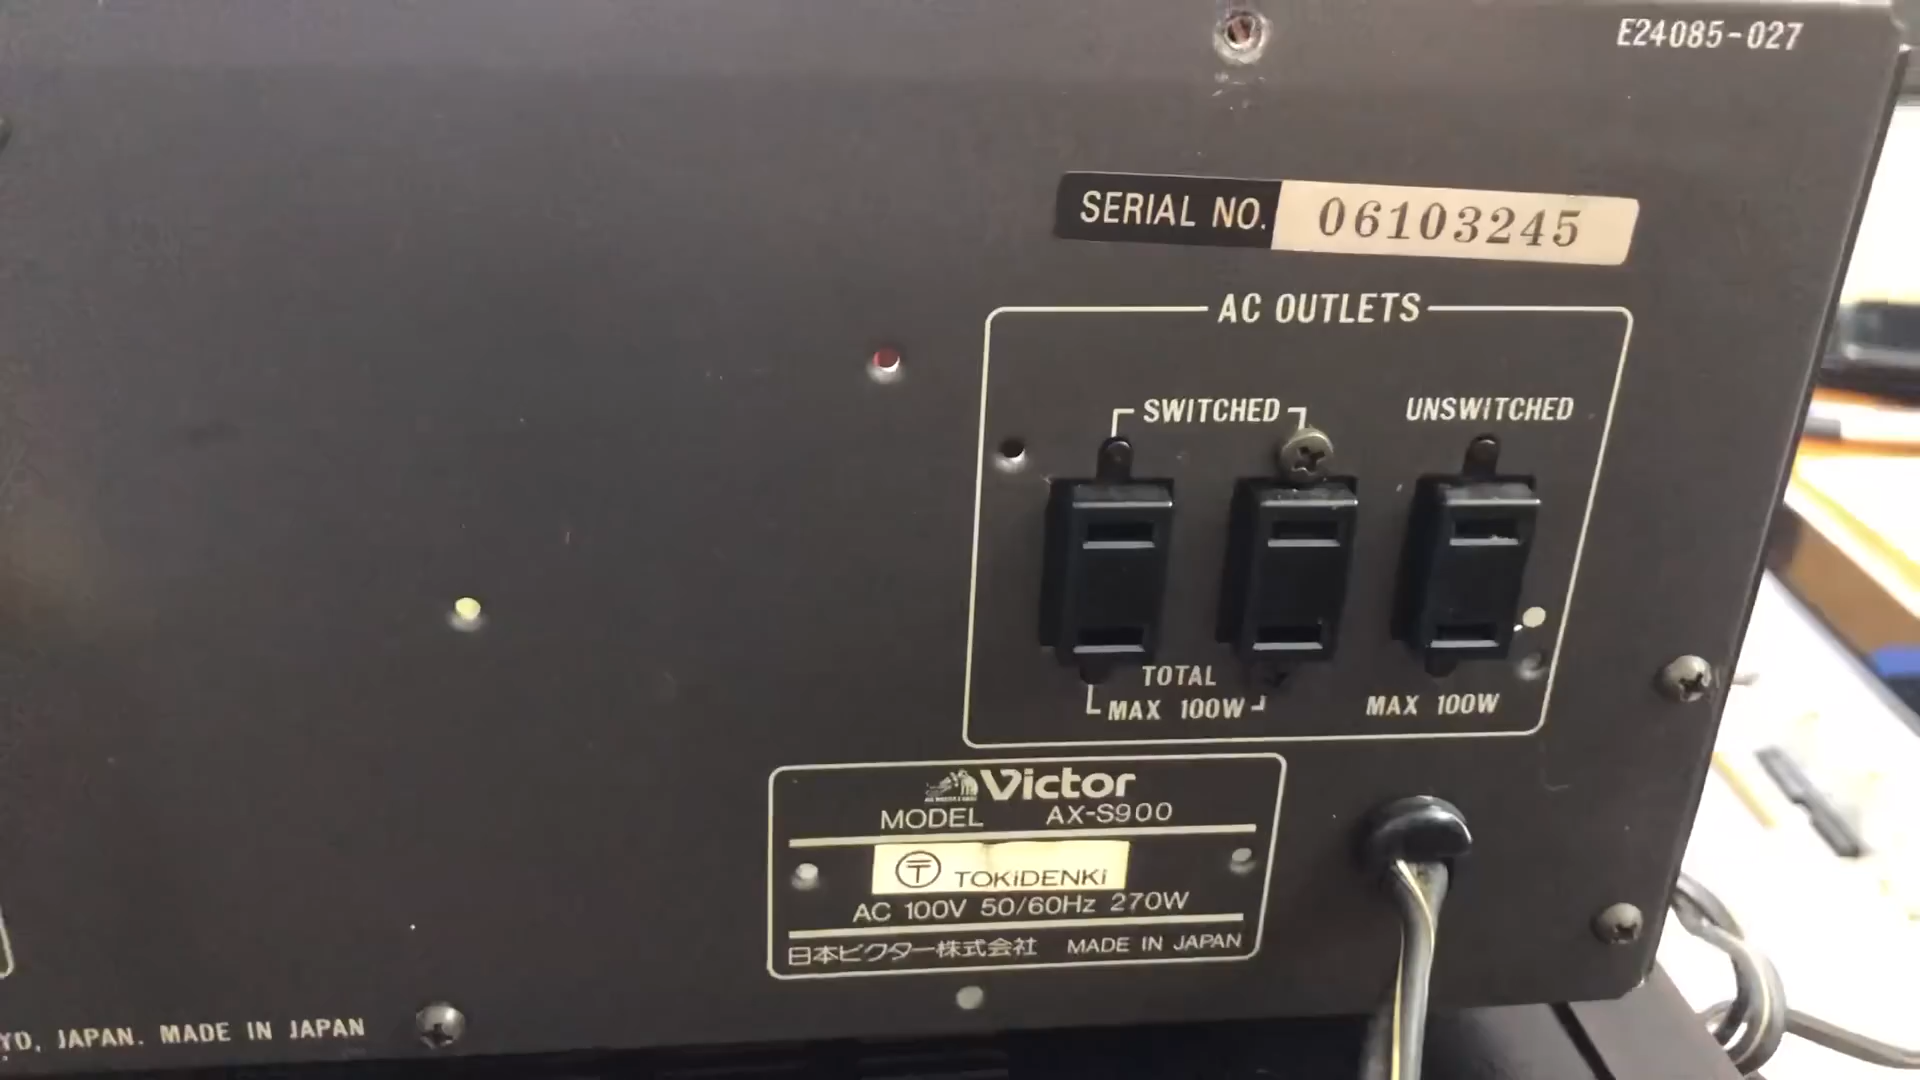 E24085-027
SERIAL NO. 06103245
AC OUTLETS
SWITCHED
UNSWITCHED
TOTAL
MAX 100W
MAX 100W
Victor
MODEL AX-S900
〒 TOKiDENKi
AC 100V 50/60Hz 270W
日本ビクター株式会社 MADE IN JAPAN
YO, JAPAN. MADE IN JAPAN